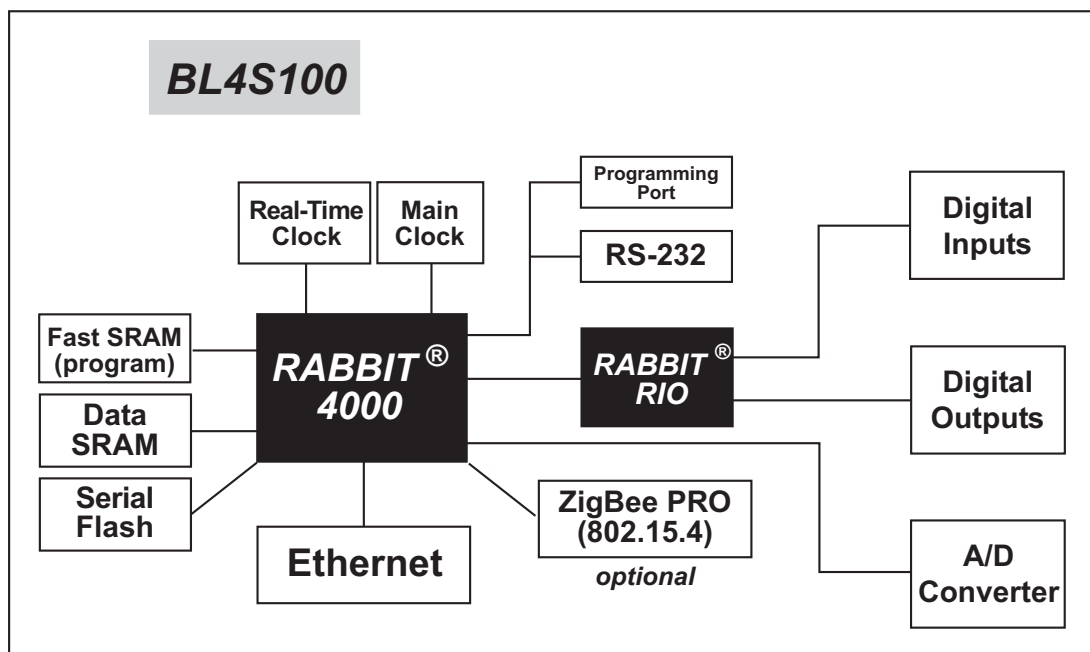 BL4S100
Programming
Port
Real-Time
Clock
Main
Clock
RS-232
Digital
Inputs
Fast SRAM
(program)
RABBIT®
4000
RABBIT®
RIO
Data
SRAM
Digital
Outputs
Serial
Flash
ZigBee PRO
(802.15.4)
optional
Ethernet
A/D
Converter